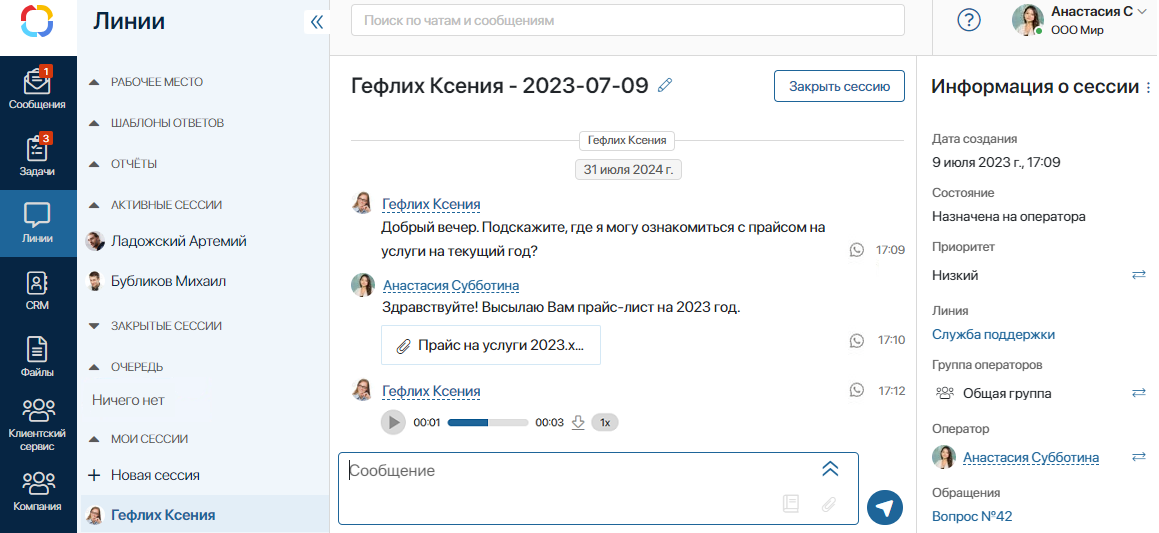 1
Сообщения
3
Задачи
Линии
CRM
Файлы
Клиентский
сервис
Компания
Линии
РАБОЧЕЕ МЕСТО
ШАБЛОНЫ ОТВЕТОВ
ОТЧЁТЫ
АКТИВНЫЕ СЕССИИ
Ладожский Артемий
Бубликов Михаил
ЗАКРЫТЫЕ СЕССИИ
ОЧЕРЕДЬ
Ничего нет
МОИ СЕССИИ
+ Новая сессия
Гефлих Ксения
Поиск по чатам и сообщениям
?
Анастасия С
ООО Мир
Гефлих Ксения - 2023-07-09
Закрыть сессию
Гефлих Ксения
31 июля 2024 г.
Гефлих Ксения
Добрый вечер. Подскажите, где я могу ознакомиться с прайсом на
услуги на текущий год?
17:09
Анастасия Субботина
Здравствуйте! Высылаю Вам прайс-лист на 2023 год.
Прайс на услуги 2023.x...
17:10
Гефлих Ксения
17:12
00:01
00:03
1x
Сообщение
Информация о сессии
Дата создания
9 июля 2023 г., 17:09
Состояние
Назначена на оператора
Приоритет
Низкий
Линия
Служба поддержки
Группа операторов
Общая группа
Оператор
Анастасия Субботина
Обращения
Вопрос №42